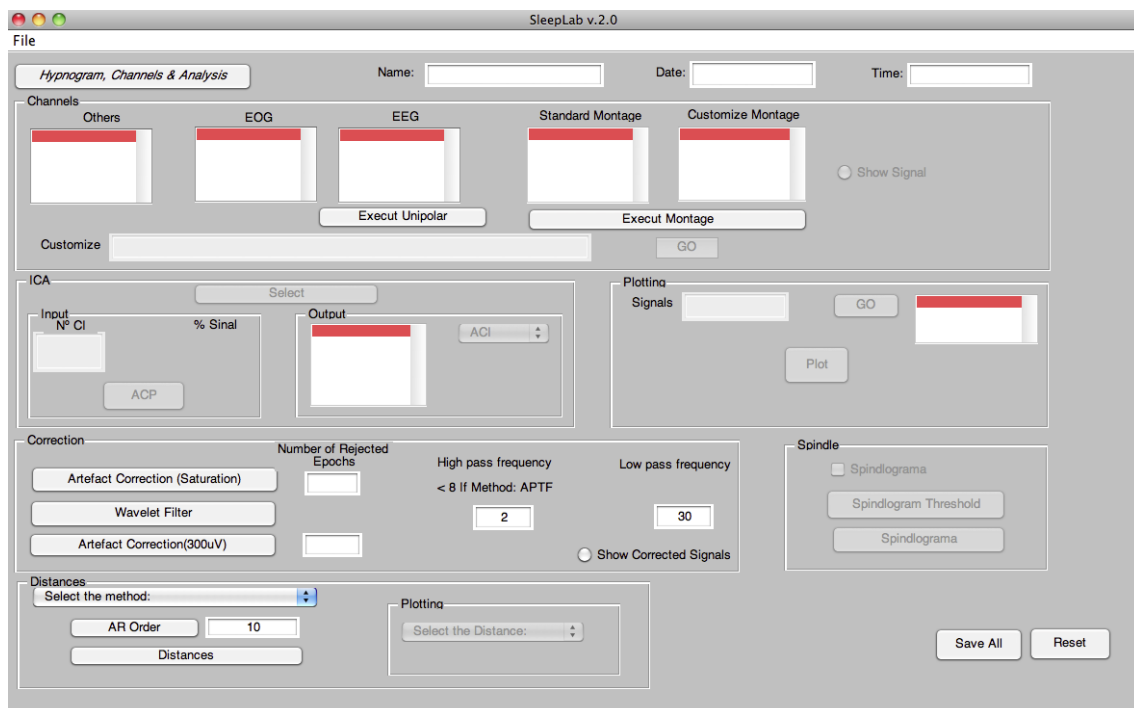 SleepLab v.2.0
File
Hypnogram, Channels & Analysis
Name:
Date:
Time:
Channels
Others
EOG
EEG
Standard Montage
Customize Montage
Show Signal
Execut Unipolar
Execut Montage
Customize
GO
ICA
Select
Input
Nº CI
% Sinal
ACP
Output
ACI
Plotting
Signals
GO
Plot
Correction
Number of Rejected
Epochs
High pass frequency
Low pass frequency
Artefact Correction (Saturation)
< 8 If Method: APTF
Wavelet Filter
2
30
Artefact Correction(300uV)
Show Corrected Signals
Spindle
Spindlograma
Spindlogram Threshold
Spindlograma
Distances
Select the method:
AR Order
10
Distances
Plotting
Select the Distance:
Save All
Reset